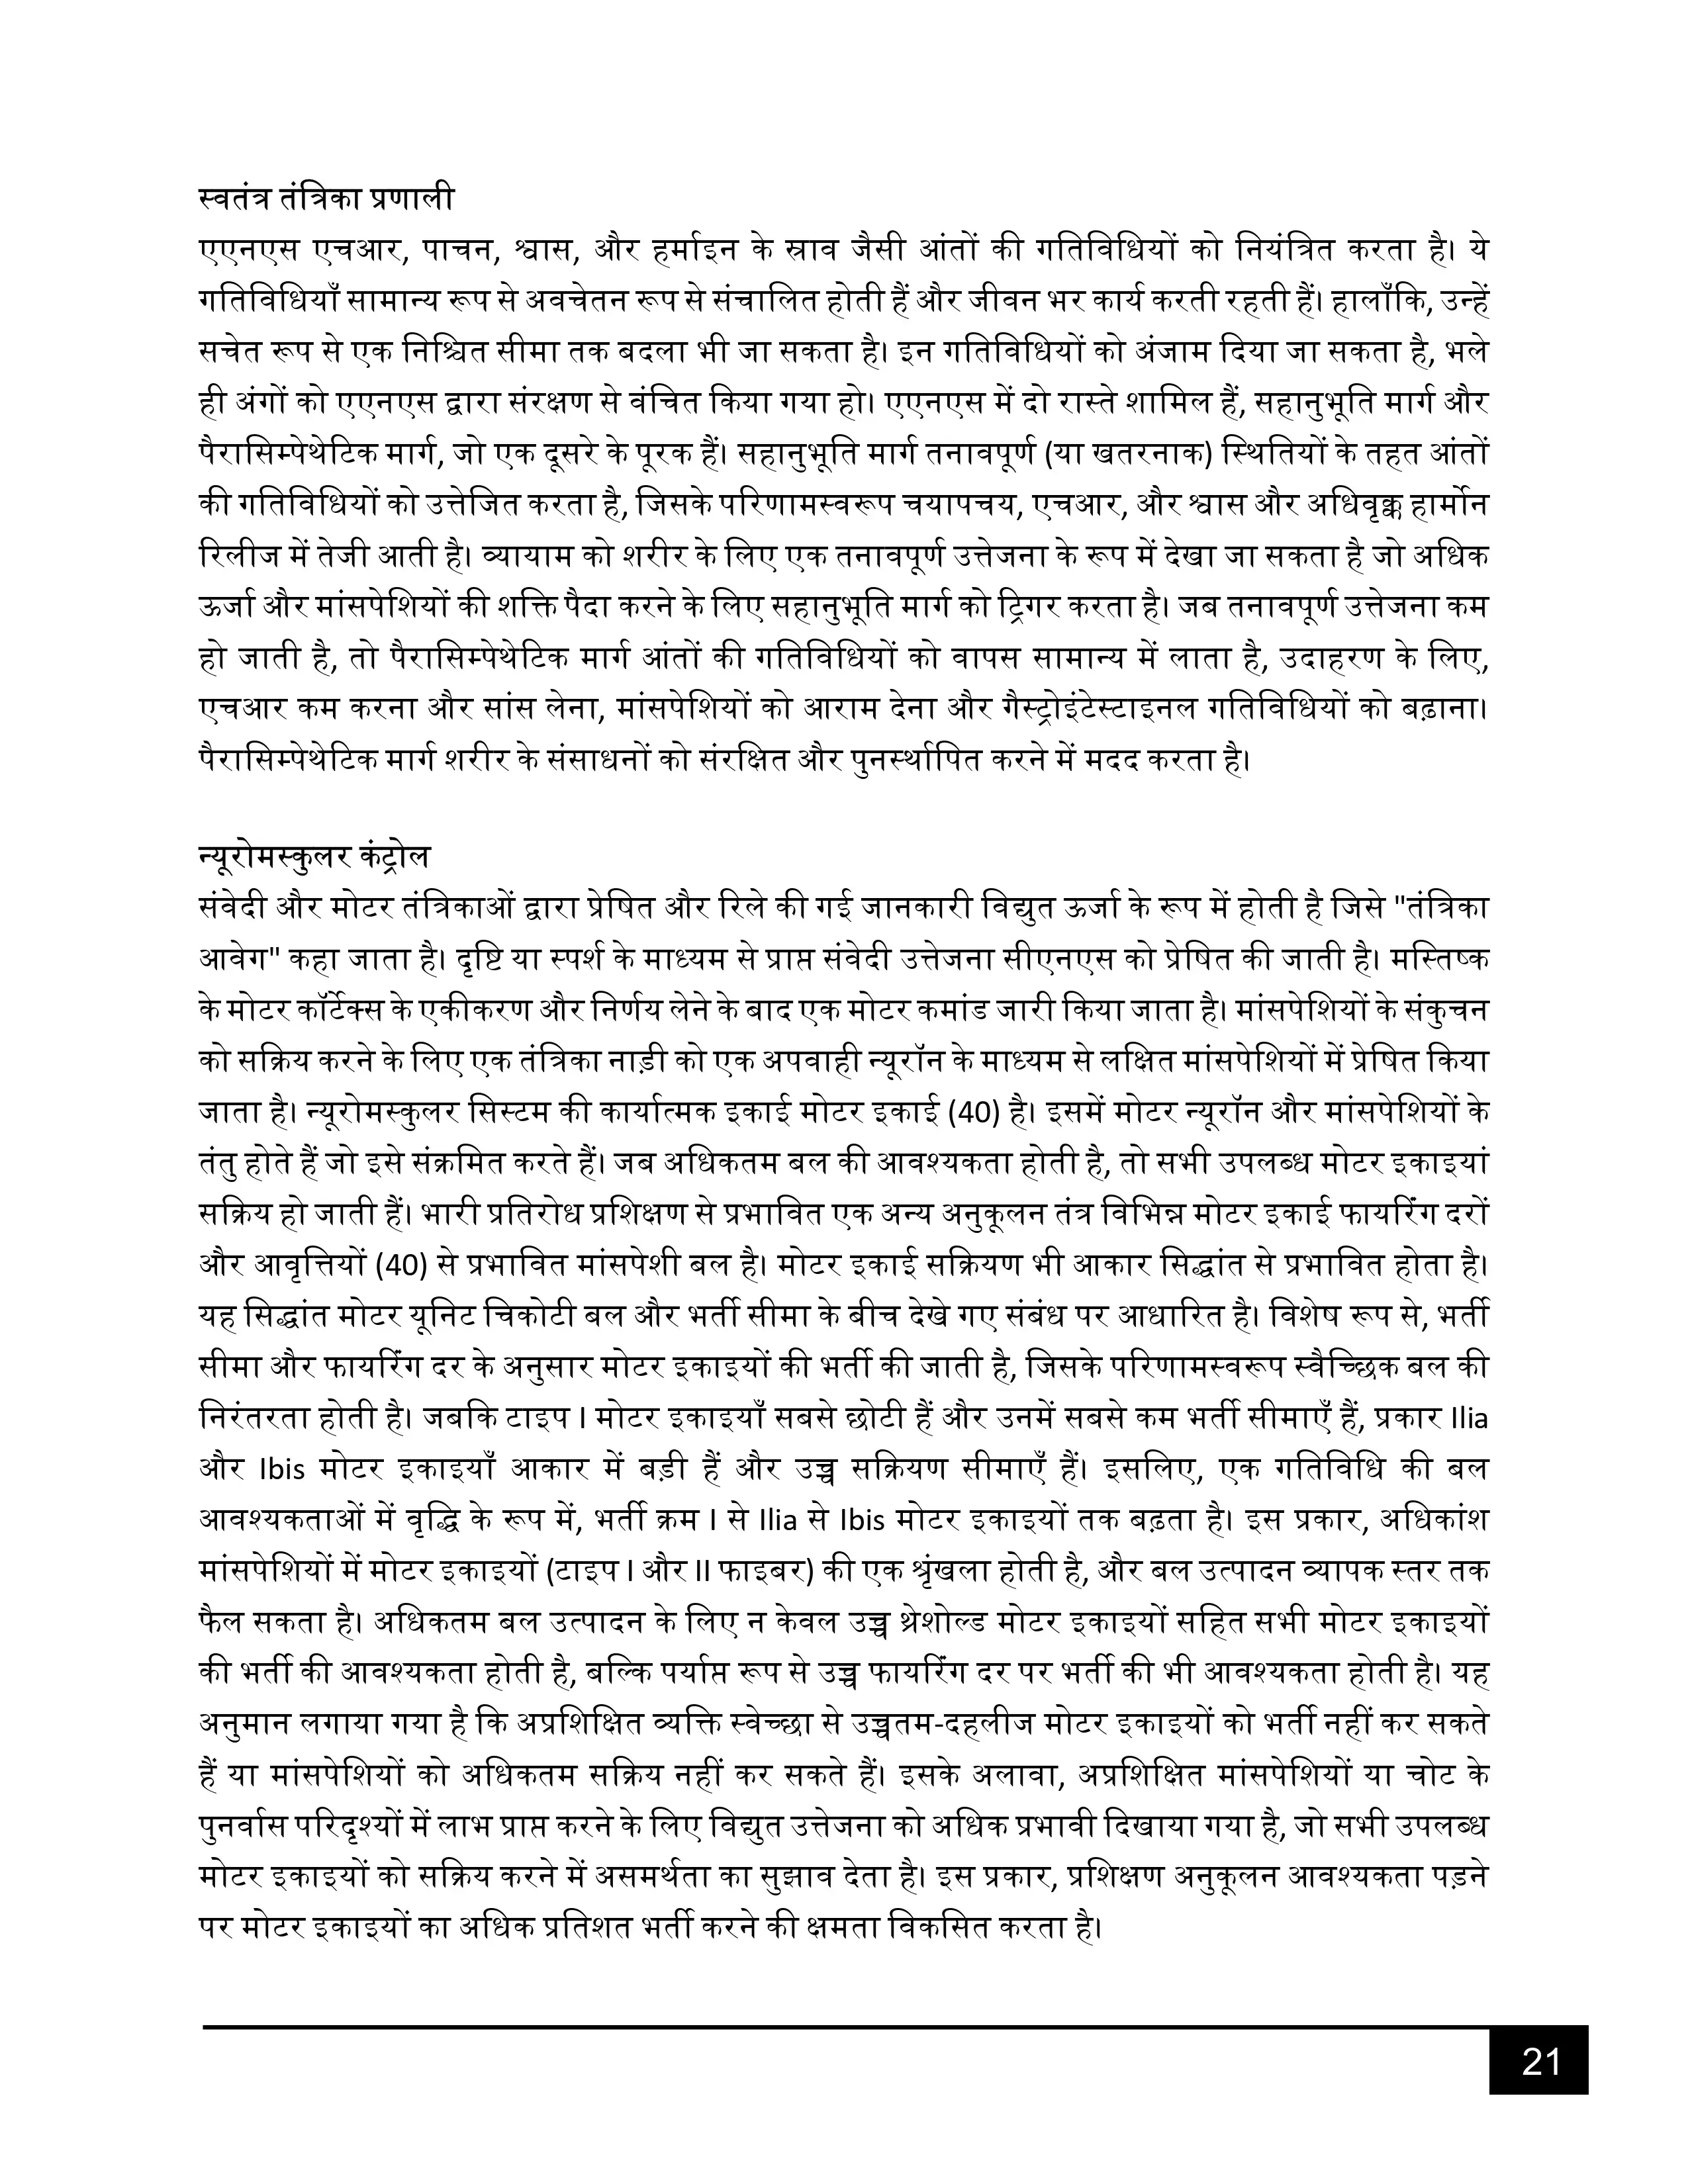 स्वतंत्र तंत्रिका प्रणाली
एएनएस एचआर, पाचन, श्वास, और हर्माइन के स्राव जैसी आंतों की गतिविधियों को नियंत्रित करता है। ये
गतिविधियाँ सामान्य रूप से अवचेतन रूप से संचालित होती हैं और जीवन भर कार्य करती रहती हैं। हालाँकि, उन्हें
सचेत रूप से एक निश्चित सीमा तक बदला भी जा सकता है। इन गतिविधियों को अंजाम दिया जा सकता है, भले
ही अंगों को एएनएस द्वारा संरक्षण से वंचित किया गया हो। एएनएस में दो रास्ते शामिल हैं, सहानुभूति मार्ग और
पैरासिम्पेथेटिक मार्ग, जो एक दूसरे के पूरक हैं। सहानुभूति मार्ग तनावपूर्ण (या खतरनाक) स्थितियों के तहत आंतों
की गतिविधियों को उत्तेजित करता है, जिसके परिणामस्वरूप चयापचय, एचआर, और श्वास और अधिवृक्क हार्मोन
रिलीज में तेजी आती है। व्यायाम को शरीर के लिए एक तनावपूर्ण उत्तेजना के रूप में देखा जा सकता है जो अधिक
ऊर्जा और मांसपेशियों की शक्ति पैदा करने के लिए सहानुभूति मार्ग को ट्रिगर करता है। जब तनावपूर्ण उत्तेजना कम
हो जाती है, तो पैरासिम्पेथेटिक मार्ग आंतों की गतिविधियों को वापस सामान्य में लाता है, उदाहरण के लिए,
एचआर कम करना और सांस लेना, मांसपेशियों को आराम देना और गैस्ट्रोइंटेस्टाइनल गतिविधियों को बढ़ाना।
पैरासिम्पेथेटिक मार्ग शरीर के संसाधनों को संरक्षित और पुनर्स्थापित करने में मदद करता है।
न्यूरोमस्कुलर कंट्रोल
संवेदी और मोटर तंत्रिकाओं द्वारा प्रेषित और रिले की गई जानकारी विद्युत ऊर्जा के रूप में होती है जिसे "तंत्रिका
आवेग" कहा जाता है। दृष्टि या स्पर्श के माध्यम से प्राप्त संवेदी उत्तेजना सीएनएस को प्रेषित की जाती है। मस्तिष्क
के मोटर कॉर्टेक्स के एकीकरण और निर्णय लेने के बाद एक मोटर कमांड जारी किया जाता है। मांसपेशियों के संकुचन
को सक्रिय करने के लिए एक तंत्रिका नाड़ी को एक अपवाही न्यूरॉन के माध्यम से लक्षित मांसपेशियों में प्रेषित किया
जाता है। न्यूरोमस्कुलर सिस्टम की कार्यात्मक इकाई मोटर इकाई (40) है। इसमें मोटर न्यूरॉन और मांसपेशियों के
तंतु होते हैं जो इसे संक्रमित करते हैं। जब अधिकतम बल की आवश्यकता होती है, तो सभी उपलब्ध मोटर इकाइयां
सक्रिय हो जाती हैं। भारी प्रतिरोध प्रशिक्षण से प्रभावित एक अन्य अनुकूलन तंत्र विभिन्न मोटर इकाई फायरिंग दरों
और आवृत्तियों (40) से प्रभावित मांसपेशी बल है। मोटर इकाई सक्रियण भी आकार सिद्धांत से प्रभावित होता है।
यह सिद्धांत मोटर यूनिट चिकोटी बल और भर्ती सीमा के बीच देखे गए संबंध पर आधारित है। विशेष रूप से, भर्ती
सीमा और फायरिंग दर के अनुसार मोटर इकाइयों की भर्ती की जाती है, जिसके परिणामस्वरूप स्वैच्छिक बल की
निरंतरता होती है। जबकि टाइप I मोटर इकाइयाँ सबसे छोटी हैं और उनमें सबसे कम भर्ती सीमाएँ हैं, प्रकार Ilia
और Ibis मोटर इकाइयाँ आकार में बड़ी हैं और उच्च सक्रियण सीमाएँ हैं। इसलिए, एक गतिविधि की बल
आवश्यकताओं में वृद्धि के रूप में, भर्ती क्रम I से Ilia से Ibis मोटर इकाइयों तक बढ़ता है। इस प्रकार, अधिकांश
मांसपेशियों में मोटर इकाइयों (टाइप I और II फाइबर) की एक श्रृंखला होती है, और बल उत्पादन व्यापक स्तर तक
फैल सकता है। अधिकतम बल उत्पादन के लिए न केवल उच्च थ्रेशोल्ड मोटर इकाइयों सहित सभी मोटर इकाइयों
की भर्ती की आवश्यकता होती है, बल्कि पर्याप्त रूप से उच्च फायरिंग दर पर भर्ती की भी आवश्यकता होती है। यह
अनुमान लगाया गया है कि अप्रशिक्षित व्यक्ति स्वेच्छा से उच्चतम-दहलीज मोटर इकाइयों को भर्ती नहीं कर सकते
हैं या मांसपेशियों को अधिकतम सक्रिय नहीं कर सकते हैं। इसके अलावा, अप्रशिक्षित मांसपेशियों या चोट के
पुनर्वास परिदृश्यों में लाभ प्राप्त करने के लिए विद्युत उत्तेजना को अधिक प्रभावी दिखाया गया है, जो सभी उपलब्ध
मोटर इकाइयों को सक्रिय करने में असमर्थता का सुझाव देता है। इस प्रकार, प्रशिक्षण अनुकूलन आवश्यकता पड़ने
पर मोटर इकाइयों का अधिक प्रतिशत भर्ती करने की क्षमता विकसित करता है।
21